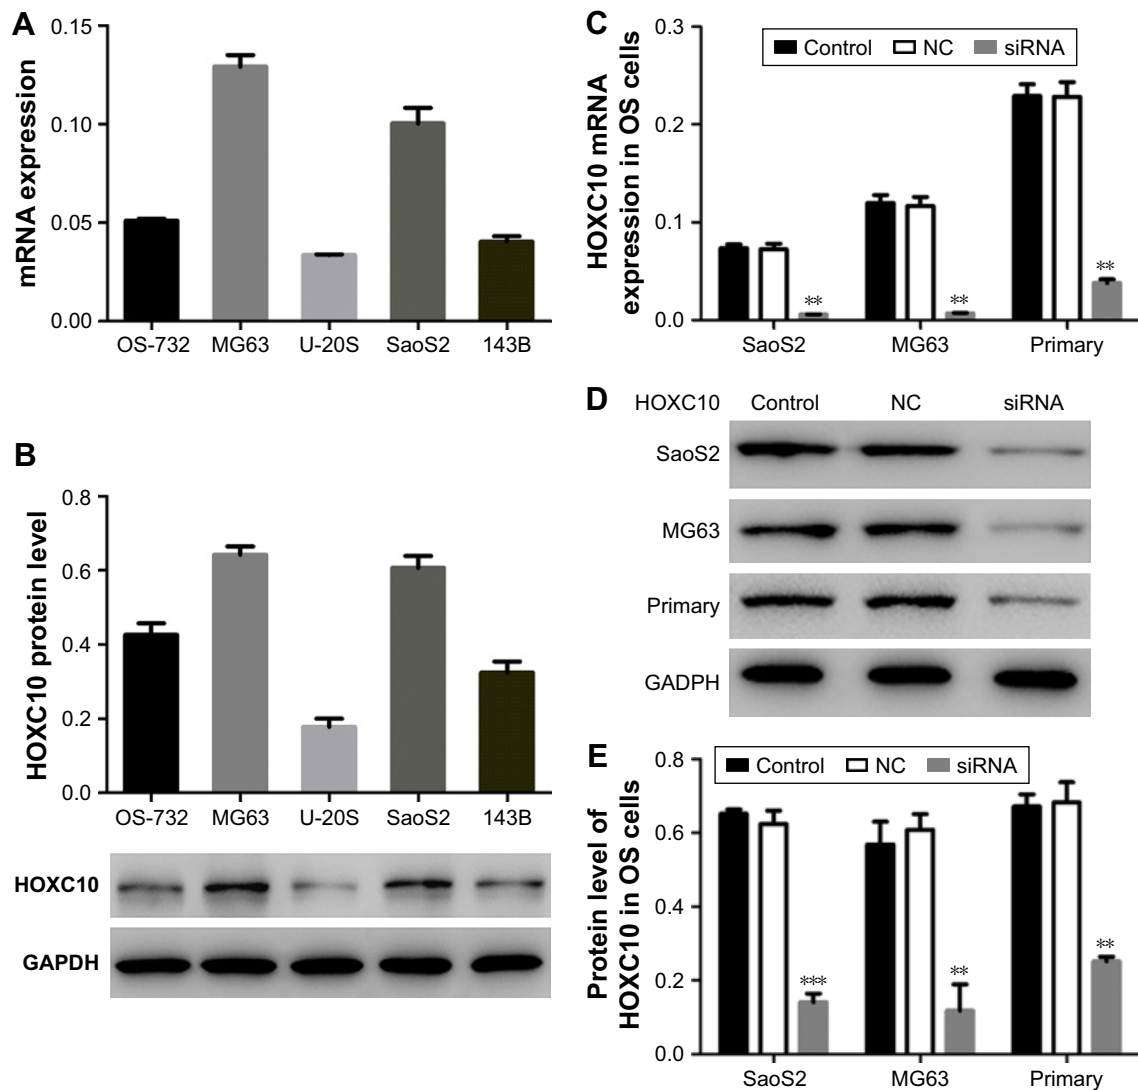 A
mRNA expression
0.15
0.10
0.05
0.00
OS-732 MG63 U-20S SaoS2 143B
B
HOXC10 protein level
0.8
0.6
0.4
0.2
0.0
OS-732 MG63 U-20S SaoS2 143B
HOXC10
GAPDH
C
HOXC10 mRNA
expression in OS cells
0.3
0.2
0.1
0.0
Control NC siRNA
** ** **
SaoS2 MG63 Primary
D
HOXC10 Control NC siRNA
SaoS2
MG63
Primary
GADPH
E
Protein level of
HOXC10 in OS cells
0.8
0.6
0.4
0.2
0.0
Control NC siRNA
*** ** **
SaoS2 MG63 Primary